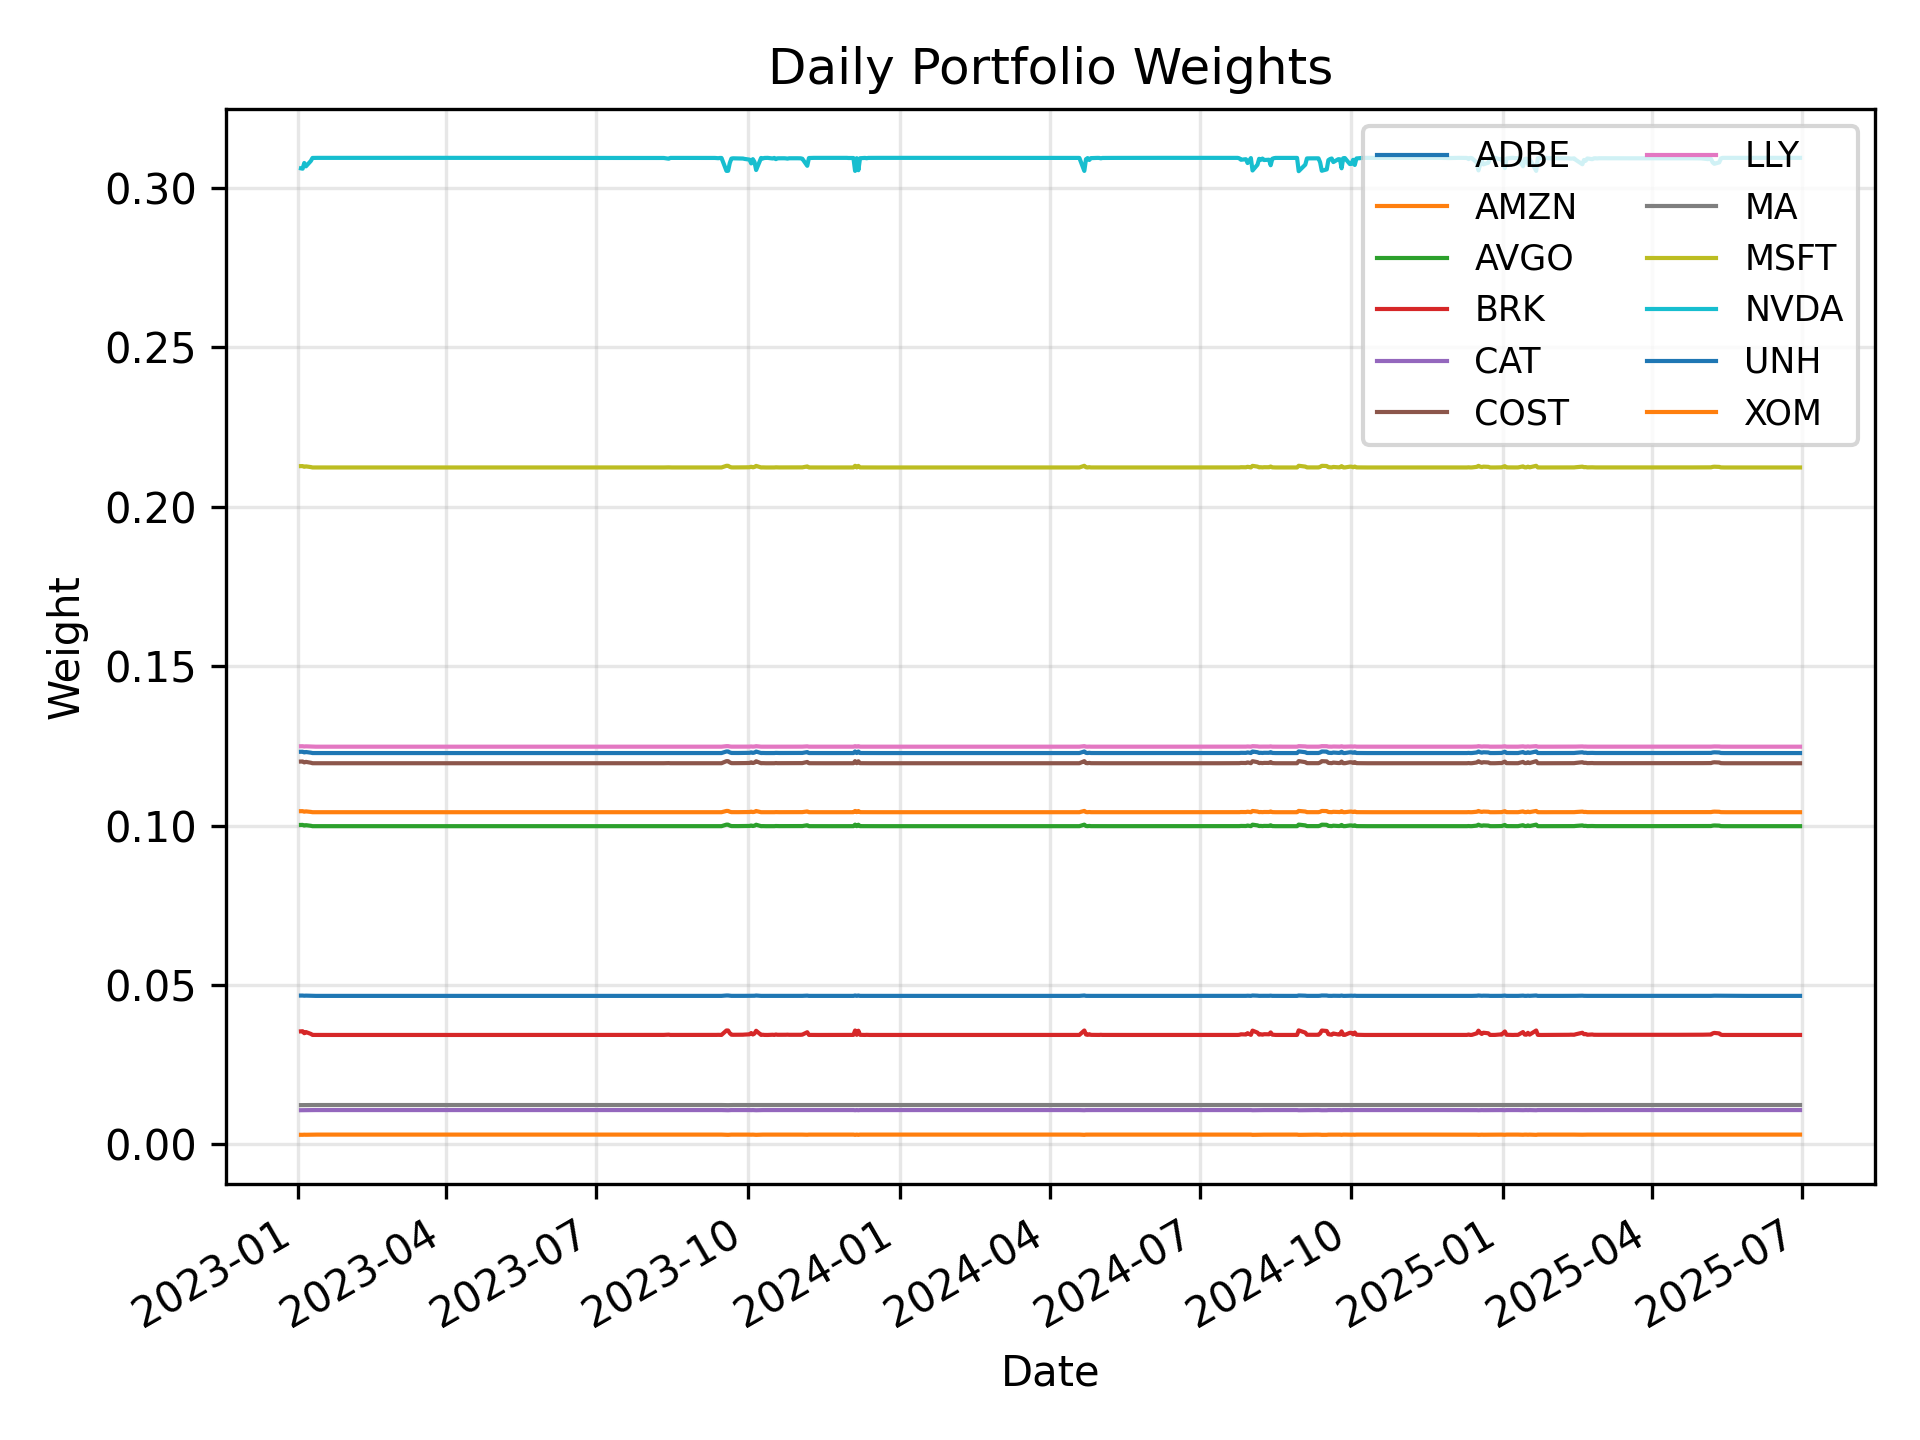 Daily Portfolio Weights
ADBE
AMZN
AVGO
BRK
CAT
COST
LLY
MA
MSFT
NVDA
UNH
XOM
Weight
0.30
0.25
0.20
0.15
0.10
0.05
0.00
2023-01
2023-04
2023-07
2023-10
2024-01
2024-04
2024-07
2024-10
2025-01
2025-04
2025-07
Date